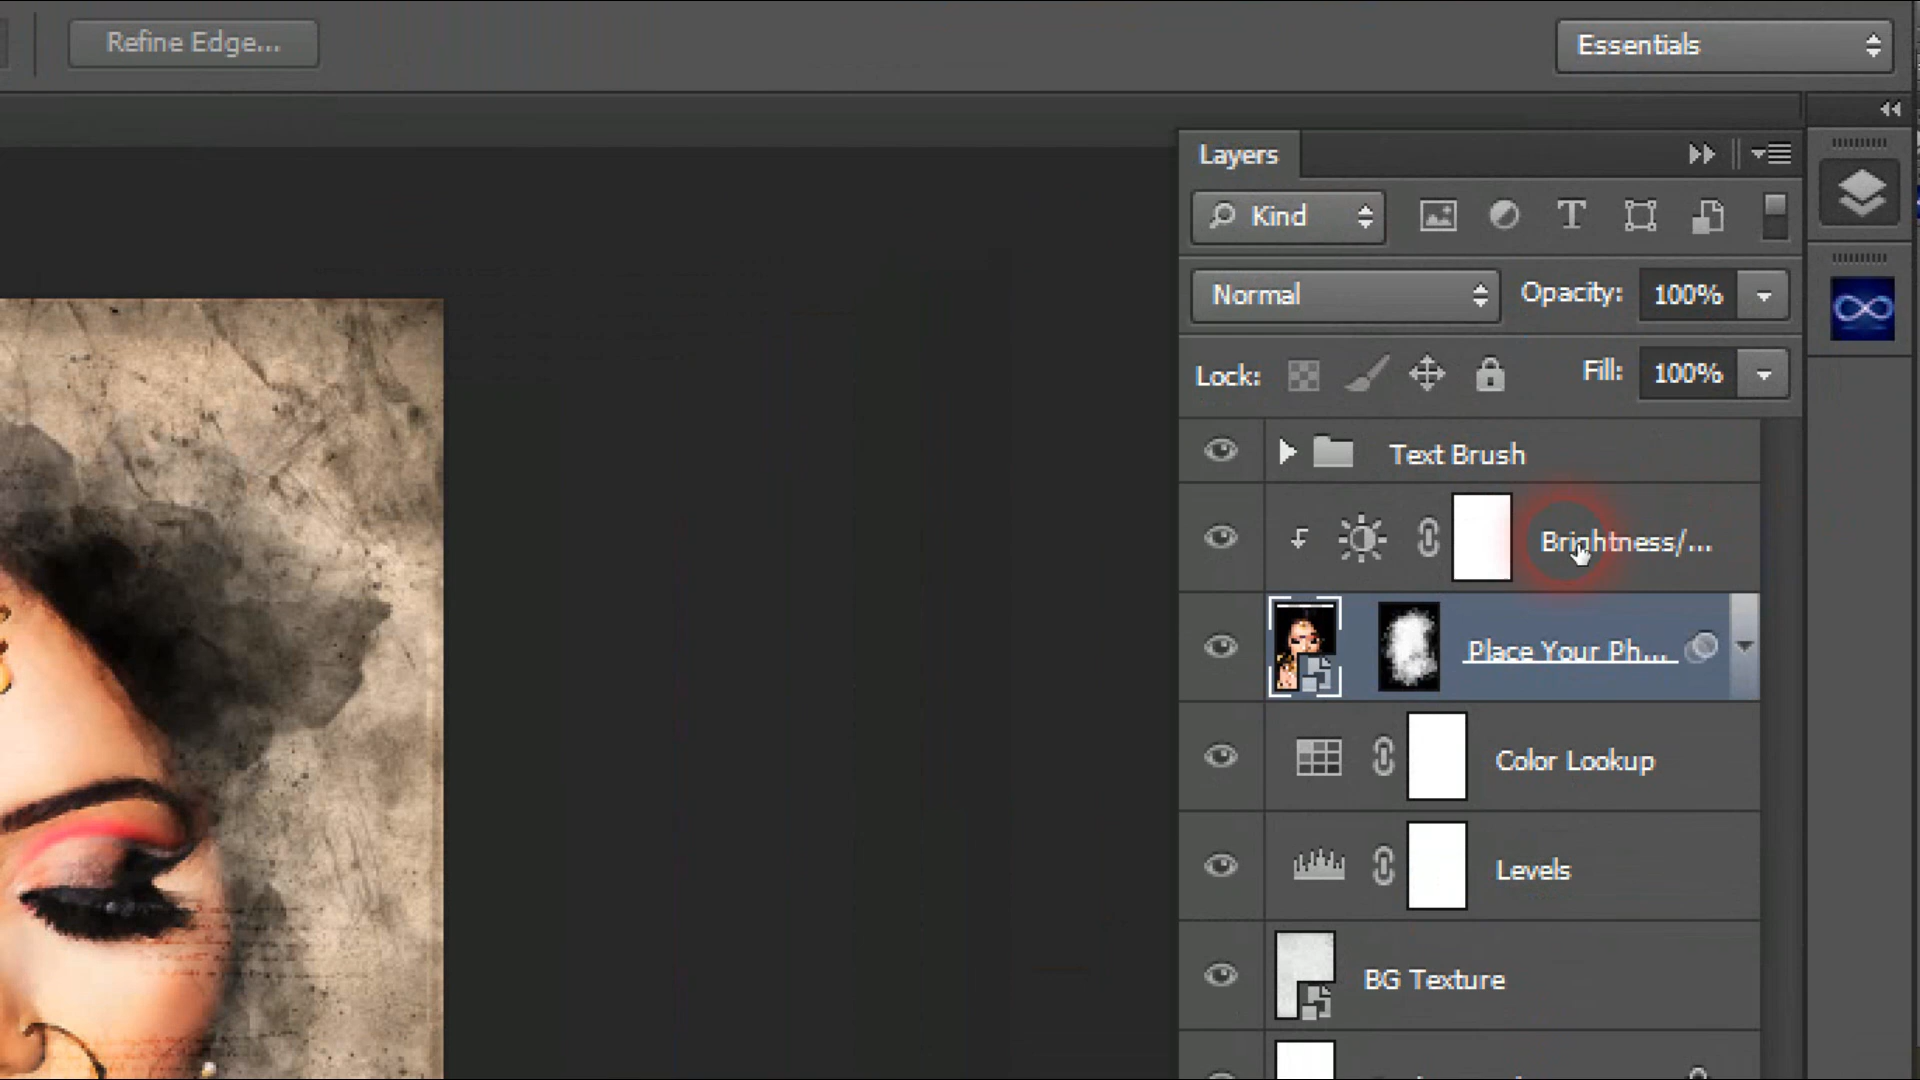 Refine Edge...
Essentials
Layers
Kind
Normal
Opacity: 100%
Lock:
Fill: 100%
Text Brush
Brightness/...
Place Your Ph...
Color Lookup
Levels
BG Texture